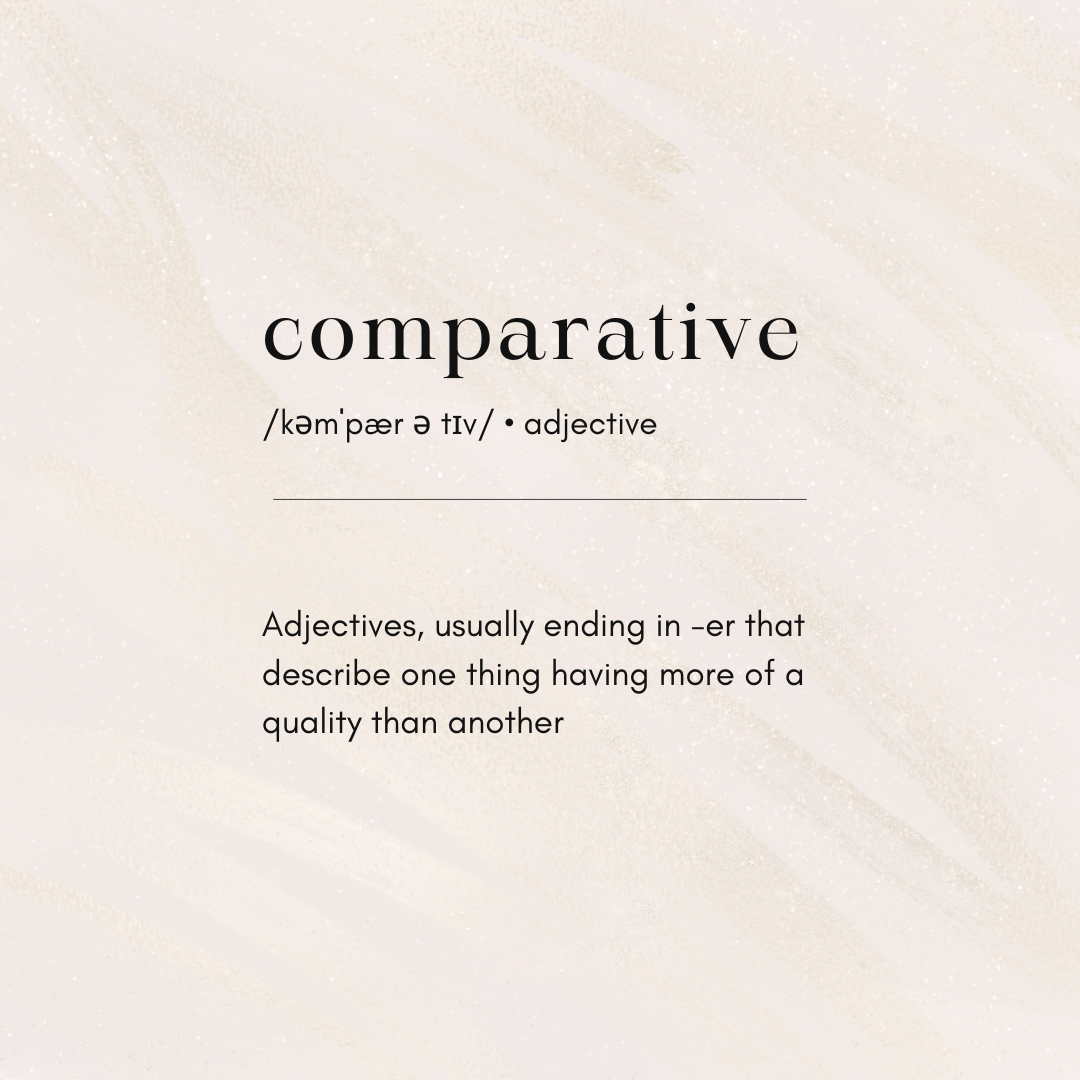 comparative
/kəmˈpær ə tɪv/ • adjective
Adjectives, usually ending in -er that
describe one thing having more of a
quality than another